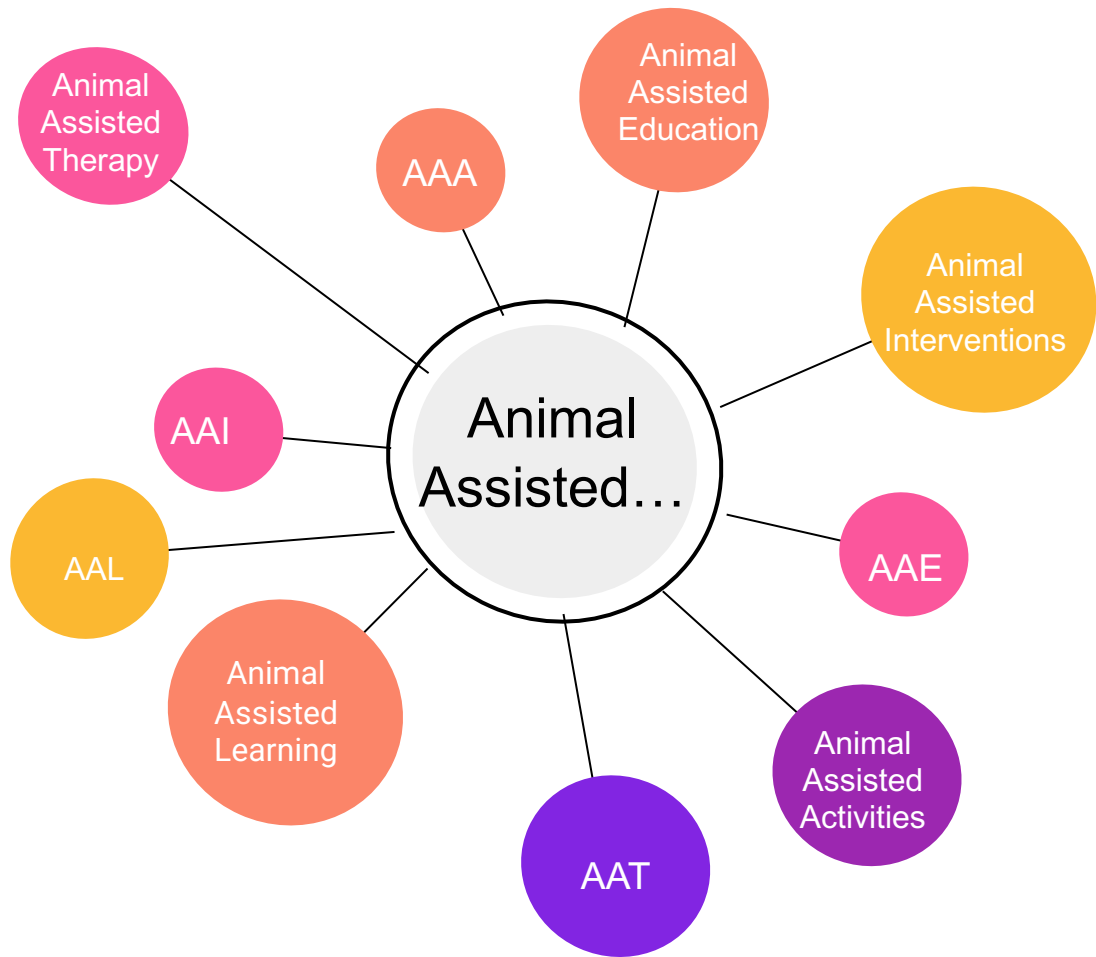 Animal
Assisted
Therapy
AAA
Animal
Assisted
Education
Animal
Assisted
Interventions
AAI
Animal
Assisted…
AAL
AAE
Animal
Assisted
Learning
Animal
Assisted
Activities
AAT